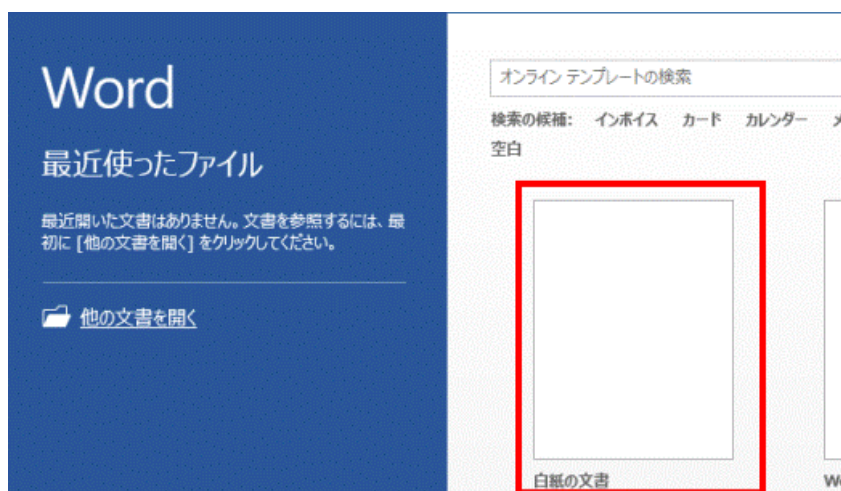 Word
最近使ったファイル
最近開いた文書はありません。文書を参照するには、最
初に [他の文書を開く] をクリックしてください。
他の文書を開く
オンライン テンプレートの検索
検索の候補: インボイス カード カレンダー
空白
白紙の文書